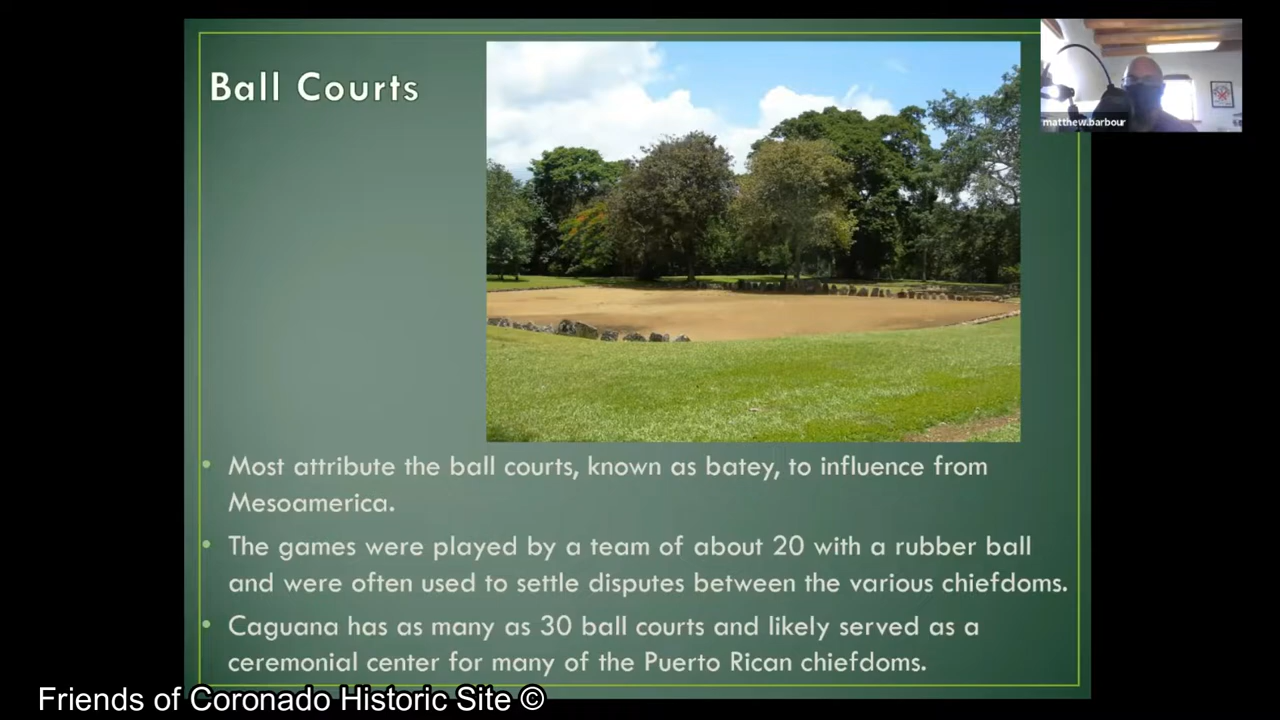 Ball Courts
matthew.barbour
Most attribute the ball courts, known as batey, to influence from
Mesoamerica.
The games were played by a team of about 20 with a rubber ball
and were often used to settle disputes between the various chiefdoms.
Caguana has as many as 30 ball courts and likely served as a
ceremonial center for many of the Puerto Rican chiefdoms.
Friends of Coronado Historic Site ©